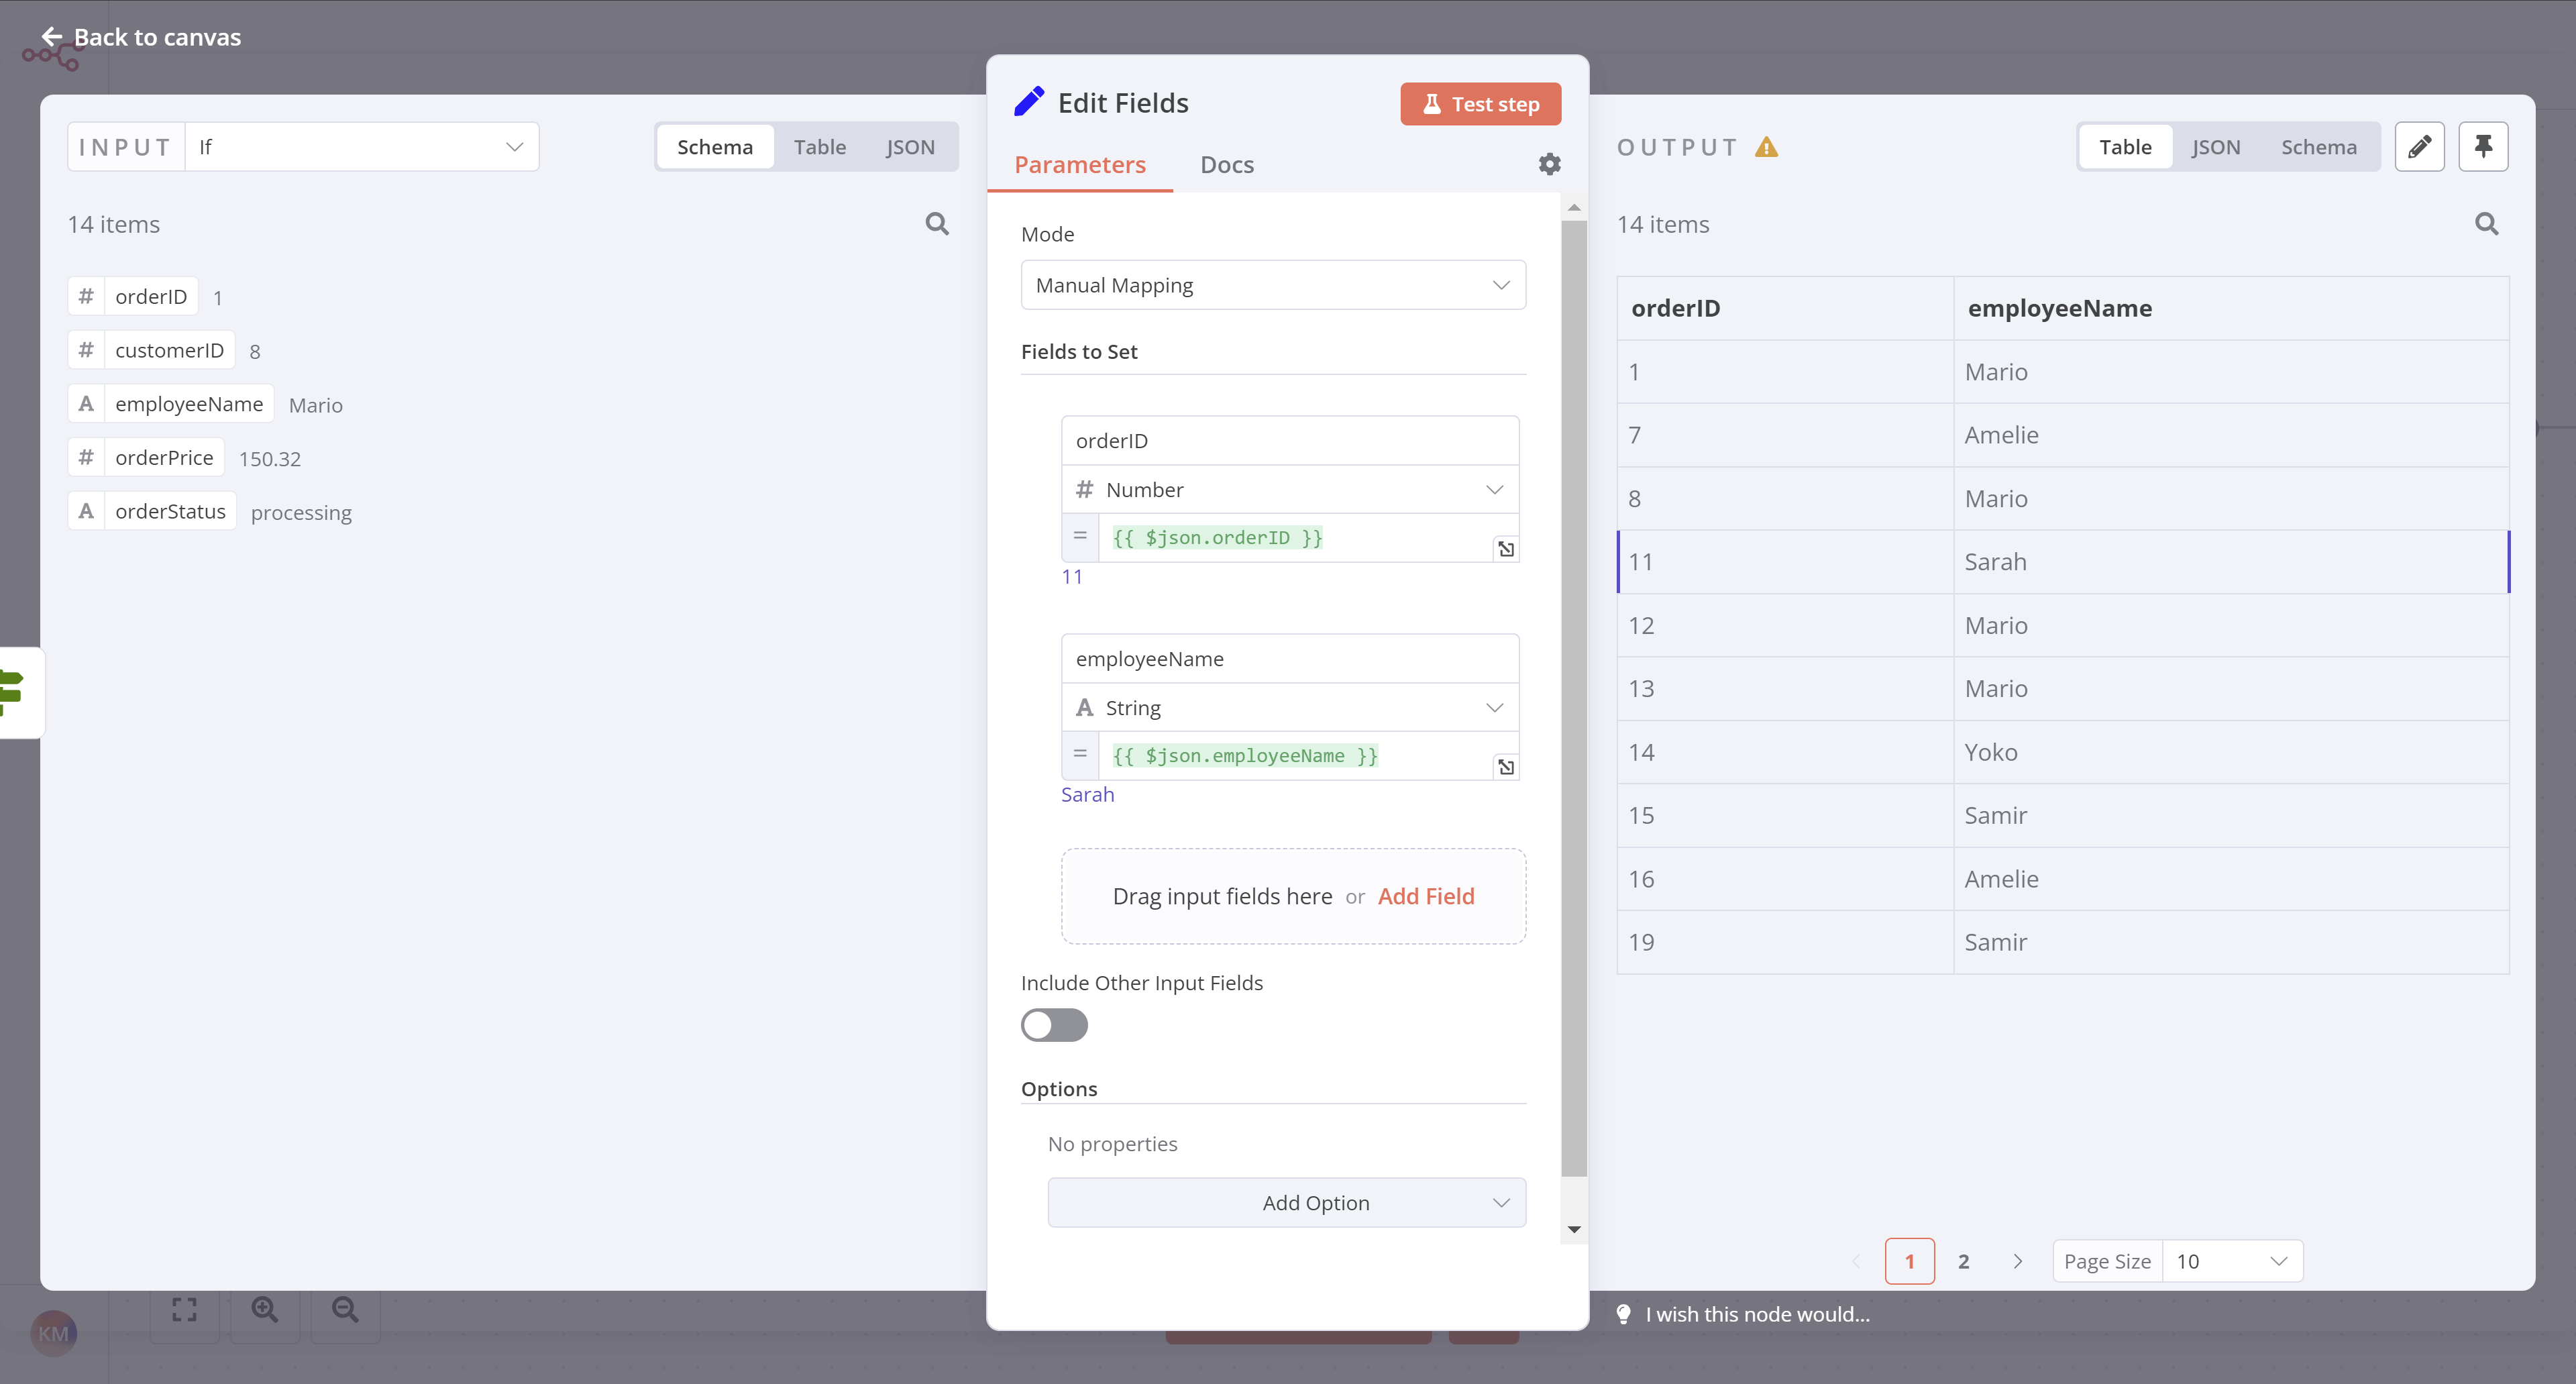 Back to canvas
INPUT If
Schema Table JSON
14 items
# orderID 1
# customerID 8
A employeeName Mario
# orderPrice 150.32
A orderStatus processing
Edit Fields
Test step
Parameters Docs
Mode
Manual Mapping
Fields to Set
orderID
# Number
= {{ $json.orderID }}
11
employeeName
A String
= {{ $json.employeeName }}
Sarah
Drag input fields here or Add Field
Include Other Input Fields
Options
No properties
Add Option
OUTPUT
Table JSON Schema
14 items
orderID employeeName
1 Mario
7 Amelie
8 Mario
11 Sarah
12 Mario
13 Mario
14 Yoko
15 Samir
16 Amelie
19 Samir
1 2 Page Size 10
I wish this node would...
KM